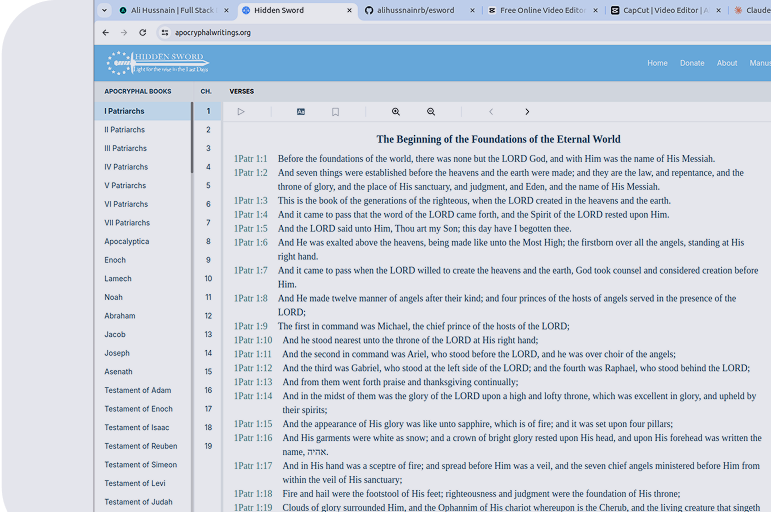 Ali Hussnain | Full Stack
Hidden Sword
alihussnainrb/esword
Free Online Video Editor
CapCut | Video Editor | A
Claude
apocryphalwritings.org
HIDDEN SWORD
Light for the wise in the Last Days
Home
Donate
About
Manus
APOCRYPHAL BOOKS
CH.
VERSES
I Patriarchs
II Patriarchs
III Patriarchs
IV Patriarchs
V Patriarchs
VI Patriarchs
VII Patriarchs
Apocalyptica
Enoch
Lamech
Noah
Abraham
Jacob
Joseph
Asenath
Testament of Adam
Testament of Enoch
Testament of Isaac
Testament of Reuben
Testament of Simeon
Testament of Levi
Testament of Judah
1
2
3
4
5
6
7
8
9
10
11
12
13
14
15
16
17
18
19
The Beginning of the Foundations of the Eternal World
1Patr 1:1 Before the foundations of the world, there was none but the LORD God, and with Him was the name of His Messiah.
1Patr 1:2 And seven things were established before the heavens and the earth were made; and they are the law, and repentance, and the
throne of glory, and the place of His sanctuary, and judgment, and Eden, and the name of His Messiah.
1Patr 1:3 This is the book of the generations of the righteous, when the LORD created in the heavens and the earth.
1Patr 1:4 And it came to pass that the word of the LORD came forth, and the Spirit of the LORD rested upon Him.
1Patr 1:5 And the LORD said unto Him, Thou art my Son; this day have I begotten thee.
1Patr 1:6 And He was exalted above the heavens, being made like unto the Most High; the firstborn over all the angels, standing at His
right hand.
1Patr 1:7 And it came to pass when the LORD willed to create the heavens and the earth, God took counsel and considered creation before
Him.
1Patr 1:8 And He made twelve manner of angels after their kind; and four princes of the hosts of angels served in the presence of the
LORD;
1Patr 1:9 The first in command was Michael, the chief prince of the hosts of the LORD;
1Patr 1:10 And he stood nearest unto the throne of the LORD at His right hand;
1Patr 1:11 And the second in command was Ariel, who stood before the LORD, and he was over choir of the angels;
1Patr 1:12 And the third was Gabriel, who stood at the left side of the LORD; and the fourth was Raphael, who stood behind the LORD;
1Patr 1:13 And from them went forth praise and thanksgiving continually;
1Patr 1:14 And in the midst of them was the glory of the LORD upon a high and lofty throne, which was excellent in glory, and upheld by
their spirits;
1Patr 1:15 And the appearance of His glory was like unto sapphire, which is of fire; and it was set upon four pillars;
1Patr 1:16 And His garments were white as snow; and a crown of bright glory rested upon His head, and upon His forehead was written the
name, אהיה.
1Patr 1:17 And in His hand was a sceptre of fire; and spread before Him was a veil, and the seven chief angels ministered before Him from
within the veil of His sanctuary;
1Patr 1:18 Fire and hail were the footstool of His feet; righteousness and judgment were the foundation of His throne;
1Patr 1:19 Clouds of glory surrounded Him, and the Ophannim of His chariot whereupon is the Cherub, and the living creature that singeth